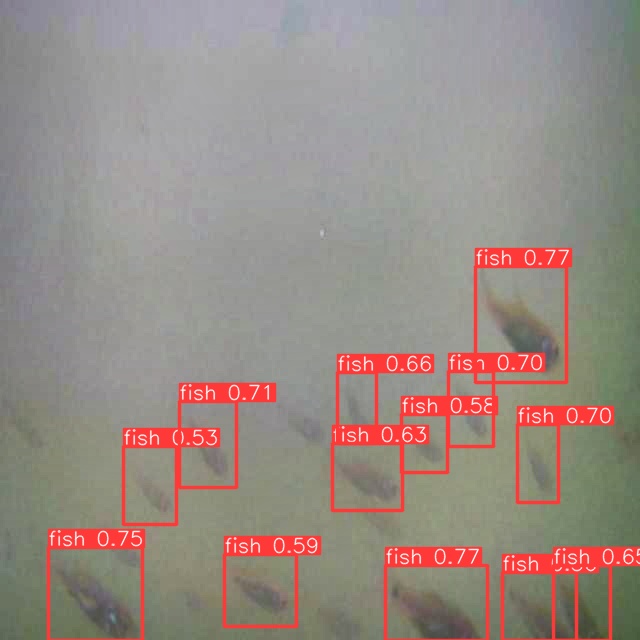 fish 0.77
fish 0.66
fish 0.70
fish 0.71
fish 0.58
fish 0.70
fish 0.53
fish 0.63
fish 0.75
fish 0.59
fish 0.77
fish
fish 0.65